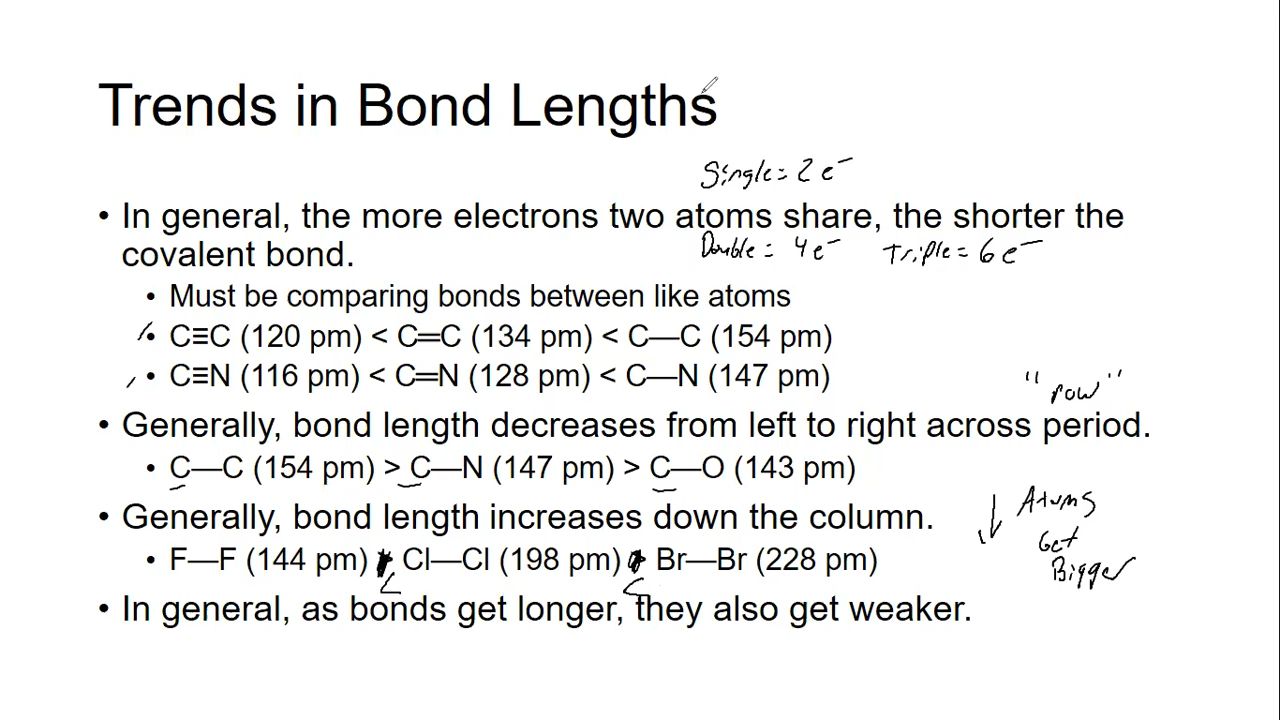 Trends in Bond Lengths
Single = 2 e⁻
• In general, the more electrons two atoms share, the shorter the
covalent bond.
Double = 4 e⁻ Triple = 6 e⁻
• Must be comparing bonds between like atoms
• C≡C (120 pm) < C═C (134 pm) < C—C (154 pm)
• C≡N (116 pm) < C═N (128 pm) < C—N (147 pm)
"row"
• Generally, bond length decreases from left to right across period.
• C—C (154 pm) > C—N (147 pm) > C—O (143 pm)
• Generally, bond length increases down the column.
↓ Atoms
Get
Bigger
• F—F (144 pm) < Cl—Cl (198 pm) < Br—Br (228 pm)
• In general, as bonds get longer, they also get weaker.